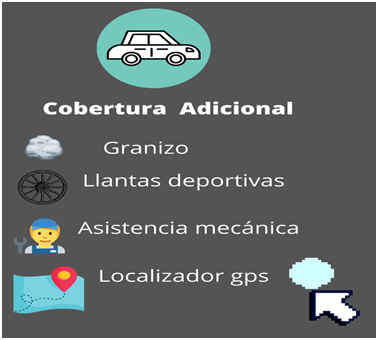 Cobertura Adicional
Granizo
Llantas deportivas
Asistencia mecánica
Localizador gps